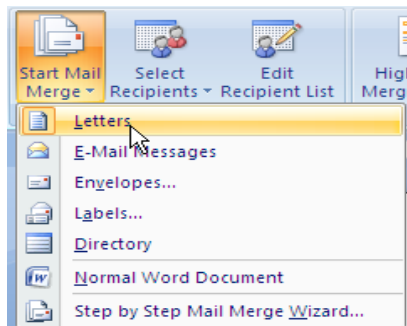 Start Mail Select Edit
Merge Recipients Recipient List
Letters
E-Mail Messages
Envelopes...
Labels...
Directory
Normal Word Document
Step by Step Mail Merge Wizard...